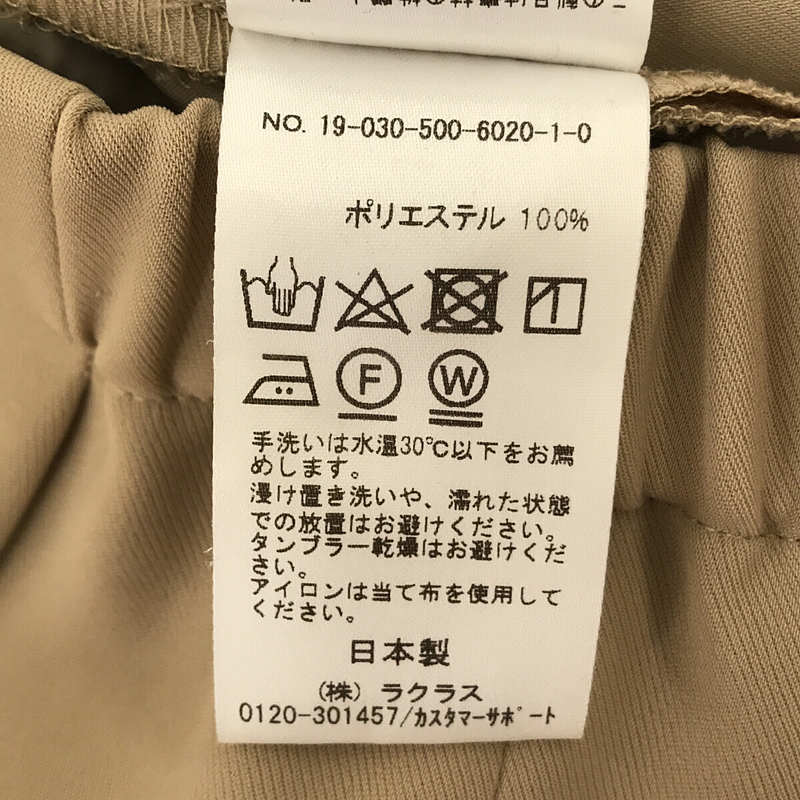 NO. 19-030-500-6020-1-0
ポリエステル 100%
F W
手洗いは水温30℃以下をお薦
めします。
浸け置き洗いや、濡れた状態
での放置はお避けください。
タンブラー乾燥はお避けくだ
さい。
アイロンは当て布を使用して
ください。
日本製
(株) ラクラス
0120-301457/ｶｽﾀﾏｰｻﾎﾟｰﾄ